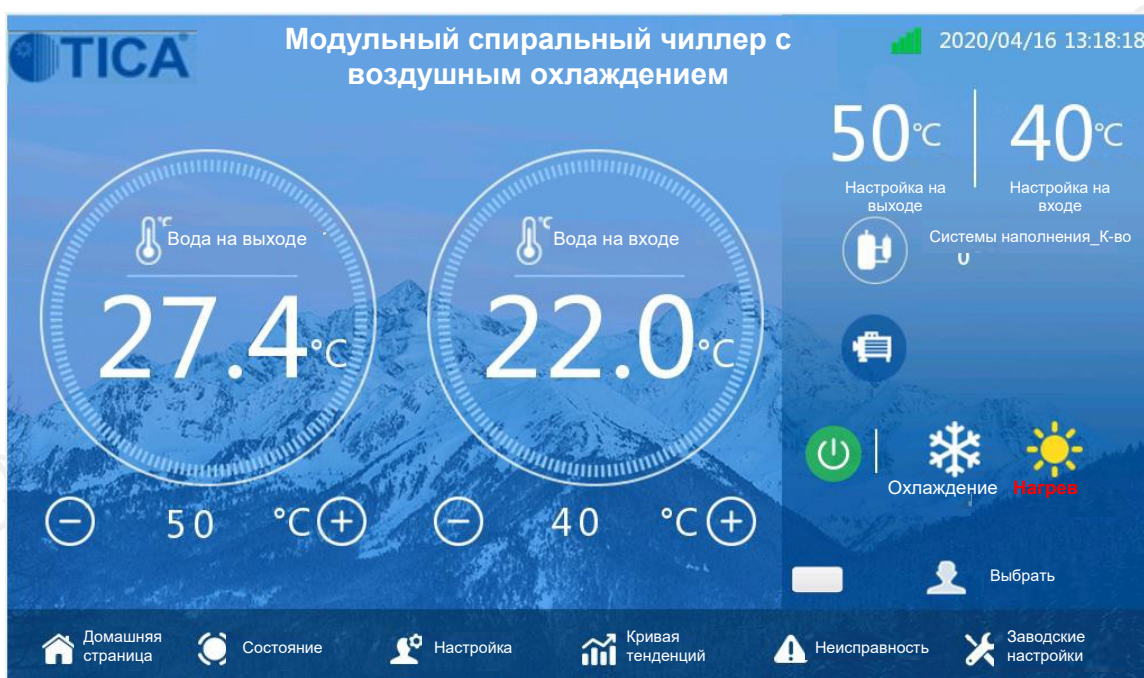 TICA
Модульный спиральный чиллер с
воздушным охлаждением
2020/04/16 13:18:18
50°C
40°C
Настройка на
выходе
Настройка на
входе
°C
Вода на выходе
27.4°C
°C
Вода на входе
22.0°C
Системы наполнения_К-во
0
Охлаждение
Нагрев
50 °C
40 °C
Выбрать
Домашняя
страница
Состояние
Настройка
Кривая
тенденций
Неисправность
Заводские
настройки